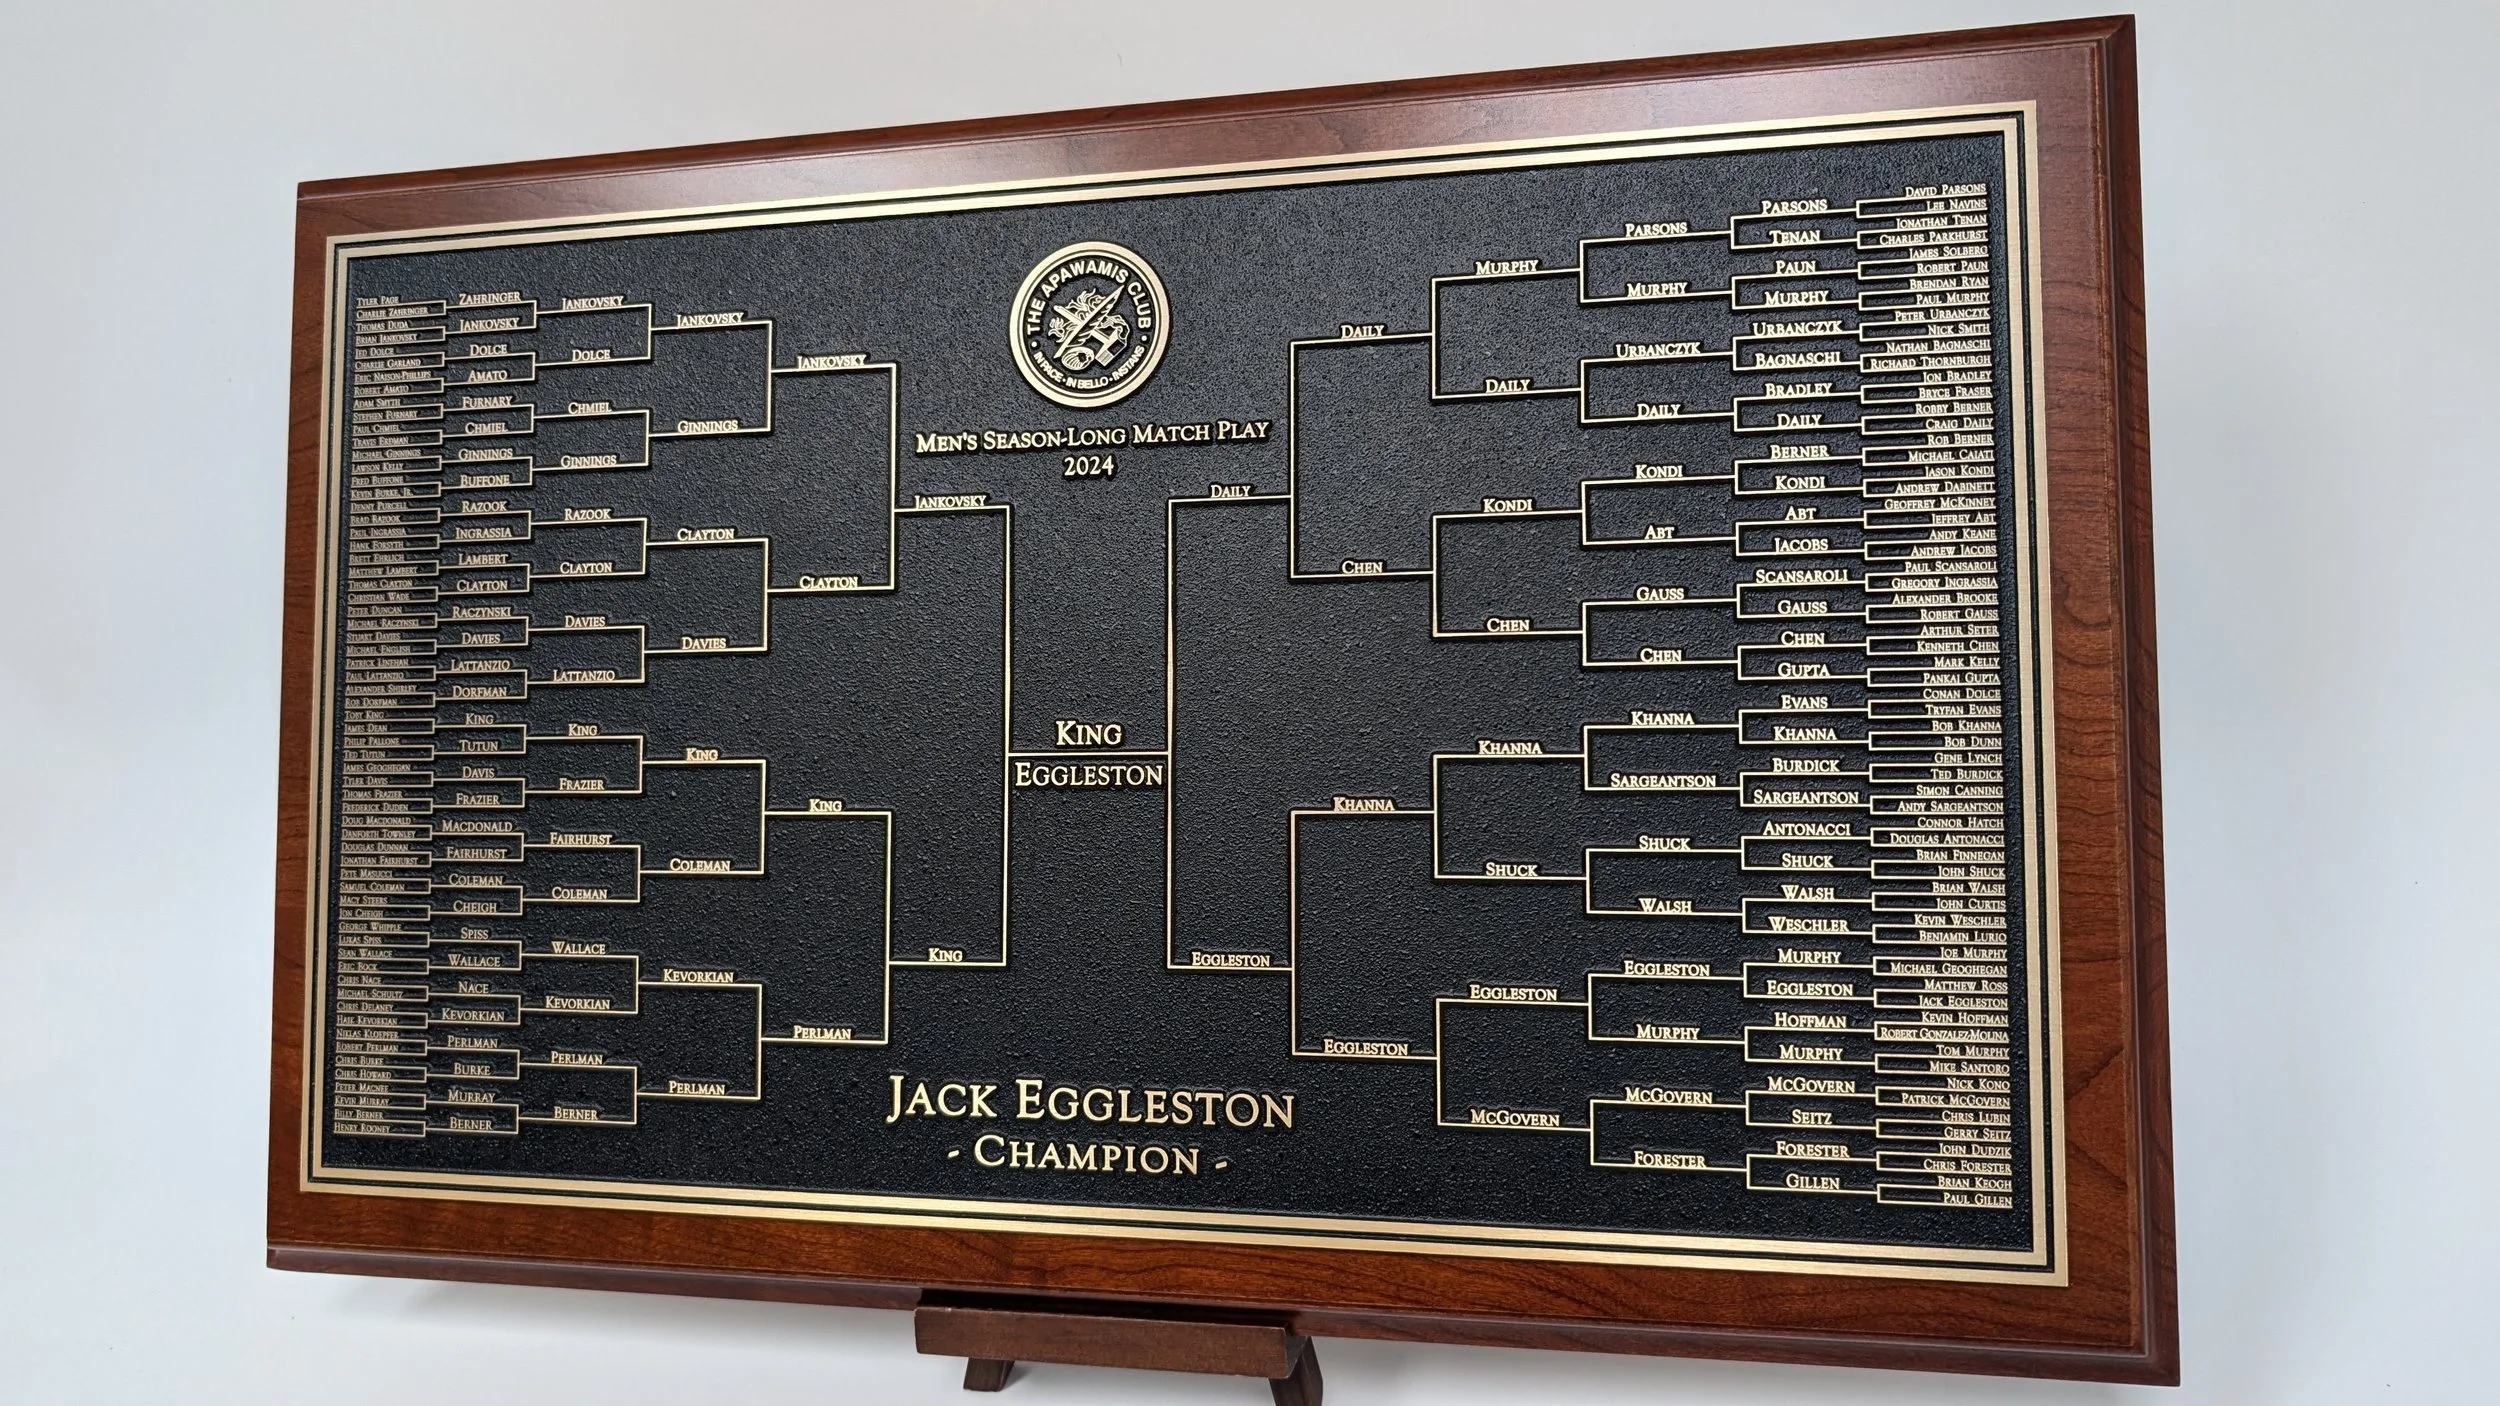 THE APAWAMIS CLUB
IN PACE • IN BELLO • INSTANS
MEN'S SEASON-LONG MATCH PLAY
2024
TYLER PAGE
CHARLIE ZAHRINGER
THOMAS DUDA
BRIAN JANKOVSKY
JED DOLCE
CHARLIE GARLAND
ERIC NAISON-PHILLIPS
ROBERT AMATO
ADAM SMYTH
STEPHEN FURNARY
PAUL CHMIEL
TRAVIS ERDMAN
MICHAEL GINNINGS
LAWSON KELLY
FRED BUFFONE
KEVIN BURKE, JR.
DENNY PURCELL
BRAD RAZOOK
PAUL INGRASSIA
HANK FORSYTH
BRETT EHRLICH
MATTHEW LAMBERT
THOMAS CLAYTON
CHRISTIAN WADE
PETER DUNCAN
MICHAEL RACZYNSKI
STUART DAVIES
MICHAEL ENGLISH
PATRICK LINEHAN
PAUL LATTANZIO
ALEXANDER SHIRLEY
ROB DORFMAN
TOBY KING
JAMES DEAN
PHILIP PALLONE
TED TUTUN
JAMES GEOGHEGAN
TYLER DAVIS
THOMAS FRAZIER
FREDERICK DUDEN
DOUG MACDONALD
DANFORTH TOWNLEY
DOUGLAS DUNNAN
JONATHAN FAIRHURST
PETE MASUCCI
SAMUEL COLEMAN
MACY STEERS
JON CHEIGH
GEORGE WHIPPLE
LUKAS SPISS
SEAN WALLACE
ERIC BOCK
CHRIS NACE
MICHAEL SCHULTZ
CHRIS DELANEY
HAIK KEVORKIAN
NIKLAS KLOEPFER
ROBERT PERLMAN
CHRIS BURKE
CHRIS HOWARD
PETER MAGNEE
KEVIN MURRAY
BILLY BERNER
HENRY ROONEY
ZAHRINGER
JANKOVSKY
DOLCE
AMATO
FURNARY
CHMIEL
GINNINGS
BUFFONE
RAZOOK
INGRASSIA
LAMBERT
CLAYTON
RACZYNSKI
DAVIES
LATTANZIO
DORFMAN
KING
TUTUN
DAVIS
FRAZIER
MACDONALD
FAIRHURST
COLEMAN
CHEIGH
SPISS
WALLACE
NACE
KEVORKIAN
PERLMAN
BURKE
MURRAY
BERNER
JANKOVSKY
DOLCE
CHMIEL
GINNINGS
RAZOOK
CLAYTON
DAVIES
LATTANZIO
KING
FRAZIER
FAIRHURST
COLEMAN
WALLACE
KEVORKIAN
PERLMAN
BERNER
JANKOVSKY
GINNINGS
CLAYTON
DAVIES
KING
COLEMAN
KEVORKIAN
PERLMAN
JANKOVSKY
CLAYTON
KING
PERLMAN
JANKOVSKY
KING
KING
EGGLESTON
DAILY
EGGLESTON
DAILY
CHEN
KHANNA
EGGLESTON
MURPHY
DAILY
KONDI
CHEN
KHANNA
SHUCK
EGGLESTON
MCGOVERN
PARSONS
MURPHY
URBANCZYK
DAILY
KONDI
ABT
GAUSS
CHEN
KHANNA
SARGEANTSON
SHUCK
WALSH
EGGLESTON
MURPHY
MCGOVERN
FORESTER
PARSONS
TENAN
PAUN
MURPHY
URBANCZYK
BAGNASCHI
BRADLEY
DAILY
BERNER
KONDI
ABT
JACOBS
SCANSAROLI
GAUSS
CHEN
GUPTA
EVANS
KHANNA
BURDICK
SARGEANTSON
ANTONACCI
SHUCK
WALSH
WESCHLER
MURPHY
EGGLESTON
HOFFMAN
MURPHY
MCGOVERN
SEITZ
FORESTER
GILLEN
DAVID PARSONS
LEE NAVINS
JONATHAN TENAN
CHARLES PARKHURST
JAMES SOLBERG
ROBERT PAUN
BRENDAN RYAN
PAUL MURPHY
PETER URBANCZYK
NICK SMITH
NATHAN BAGNASCHI
RICHARD THORNBURGH
JON BRADLEY
BRYCE FRASER
ROBBY BERNER
CRAIG DAILY
ROB BERNER
MICHAEL CAIATI
JASON KONDI
ANDREW DABINETT
GEOFFREY MCKINNEY
JEFFREY ABT
ANDY KEANE
ANDREW JACOBS
PAUL SCANSAROLI
GREGORY INGRASSIA
ALEXANDER BROOKE
ROBERT GAUSS
ARTHUR SETER
KENNETH CHEN
MARK KELLY
PANKAJ GUPTA
CONAN DOLCE
TRYFAN EVANS
BOB KHANNA
BOB DUNN
GENE LYNCH
TED BURDICK
SIMON CANNING
ANDY SARGEANTSON
CONNOR HATCH
DOUGLAS ANTONACCI
BRIAN FINNEGAN
JOHN SHUCK
BRIAN WALSH
JOHN CURTIS
KEVIN WESCHLER
BENJAMIN LURIO
JOE MURPHY
MICHAEL GEOGHEGAN
MATTHEW ROSS
JACK EGGLESTON
KEVIN HOFFMAN
ROBERT GONZALEZ-MOLINA
TOM MURPHY
MIKE SANTORO
NICK KONO
PATRICK MCGOVERN
CHRIS LUBIN
GERRY SEITZ
JOHN DUDZIK
CHRIS FORESTER
BRIAN KEOGH
PAUL GILLEN
JACK EGGLESTON
- CHAMPION -